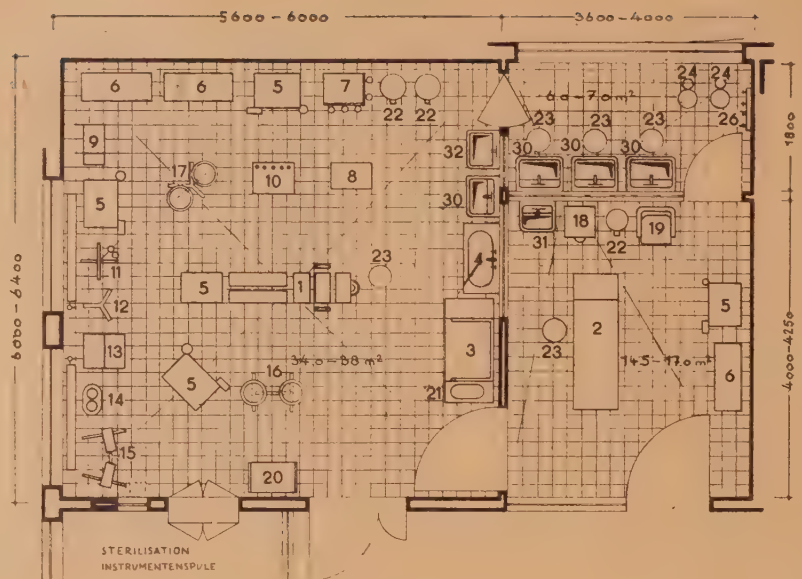 5600-6000 3600-4000
6 6 5 7 22 22 6.0-7.0 m² 24 24
26
23 23 23
9 17 10 8 32 30 30 30
5 30 31 18 22 19
11 4
12 5 1 23 2 5
6000-6400 1800
13 3 23 14.5-17.0 m² 6 4000-4250
34.0-38 m²
5 16
14 21
15
20
STERILISATION
INSTRUMENTENSPÜLE